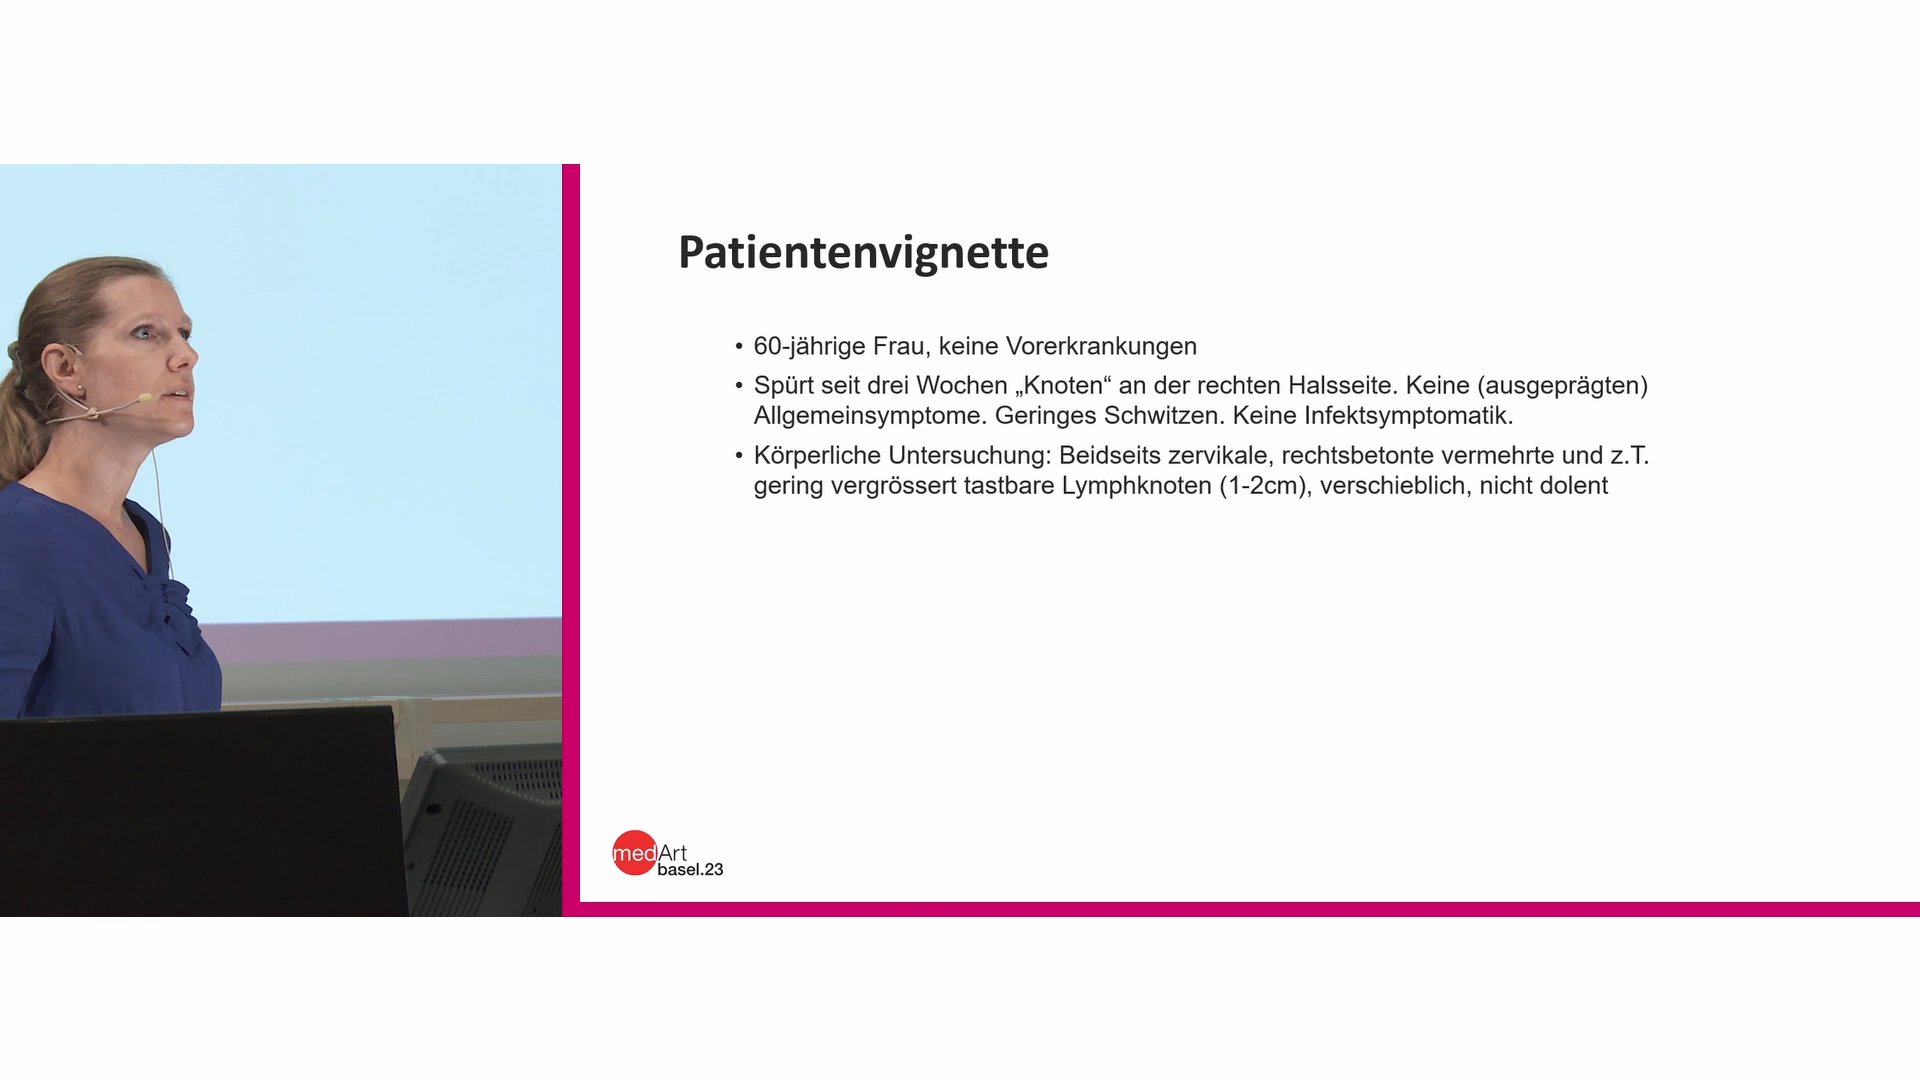 Patientenvignette
• 60-jährige Frau, keine Vorerkrankungen
• Spürt seit drei Wochen „Knoten“ an der rechten Halsseite. Keine (ausgeprägten)
Allgemeinsymptome. Geringes Schwitzen. Keine Infektsymptomatik.
• Körperliche Untersuchung: Beidseits zervikale, rechtsbetonte vermehrte und z.T.
gering vergrössert tastbare Lymphknoten (1-2cm), verschieblich, nicht dolent
medArt
basel.23